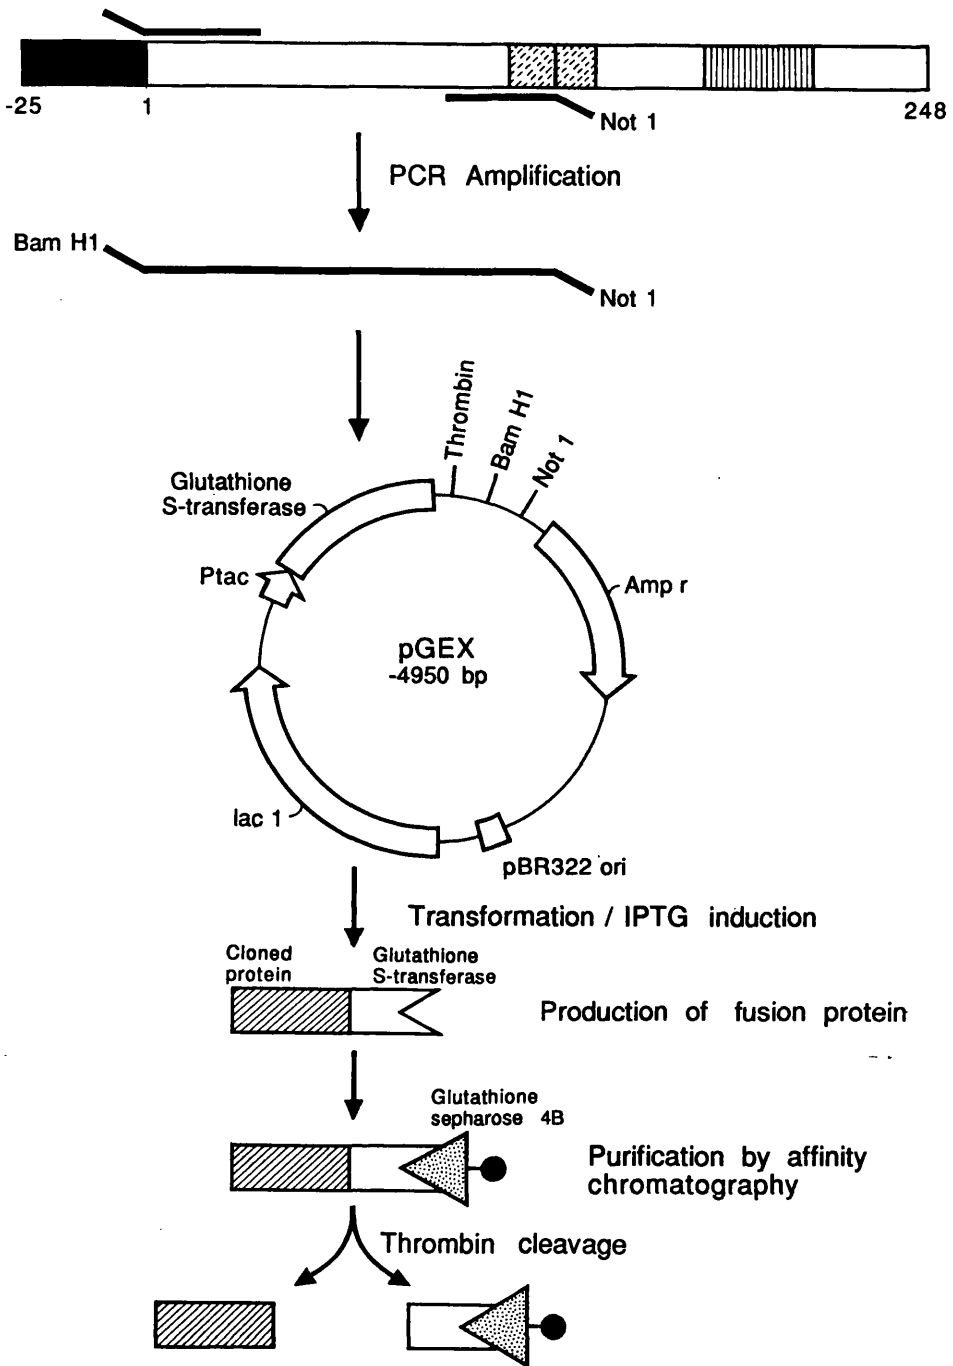 -25
1
Not 1
248
PCR Amplification
Bam H1
Not 1
Thrombin
Bam H1
Not 1
Glutathione
S-transferase
Ptac
Amp r
pGEX
-4950 bp
lac 1
pBR322 ori
Transformation / IPTG induction
Cloned
protein
Glutathione
S-transferase
Production of fusion protein
Glutathione
sepharose 4B
Purification by affinity
chromatography
Thrombin cleavage